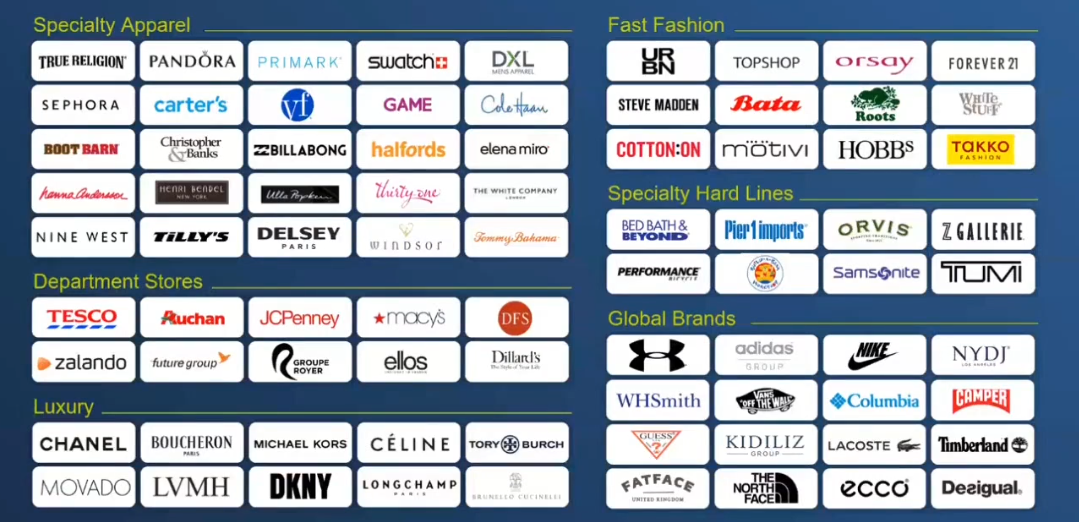 Specialty Apparel
TRUE RELIGION
PANDÖRA
PRIMARK
swatch
DXL
MENS APPAREL
SEPHORA
carter's
vf
GAME
Cole Haan
BOOT BARN
Christopher
&Banks
BILLABONG
halfords
elena miro
hanna Andersson
HENRI BENDEL
NEW YORK
Ulla Popken
thirty-one
THE WHITE COMPANY
LONDON
NINE WEST
TiLLY'S
DELSEY
PARIS
WINDSOR
Tommy Bahama
Department Stores
TESCO
Auchan
JCPenney
macy's
DFS
zalando
future group
GROUPE
ROYER
ellos
Dillard's
The Style of Your Life
Luxury
CHANEL
BOUCHERON
PARIS
MICHAEL KORS
CÉLINE
TORY BURCH
MOVADO
LVMH
DKNY
LONGCHAMP
PARIS
BRUNELLO CUCINELLI
Fast Fashion
UR
BN
TOPSHOP
orsay
FOREVER 21
STEVE MADDEN
Bata
Roots
WHITE
STUFF
COTTON:ON
mötivi
HOBBS
TAKKO
FASHION
Specialty Hard Lines
BED BATH &
BEYOND
Pier1 imports
ORVIS
Z GALLERIE
PERFORMANCE
BICYCLE
Samsonite
TUMI
Global Brands
adidas
GROUP
NIKE
NYDJ
LOS ANGELES
WHSmith
VANS
"OFF THE WALL"
Columbia
CAMPER
GUESS
?
KIDILIZ
GROUP
LACOSTE
Timberland
FATFACE
UNITED KINGDOM
THE
NORTH
FACE
ecco
Desigual.